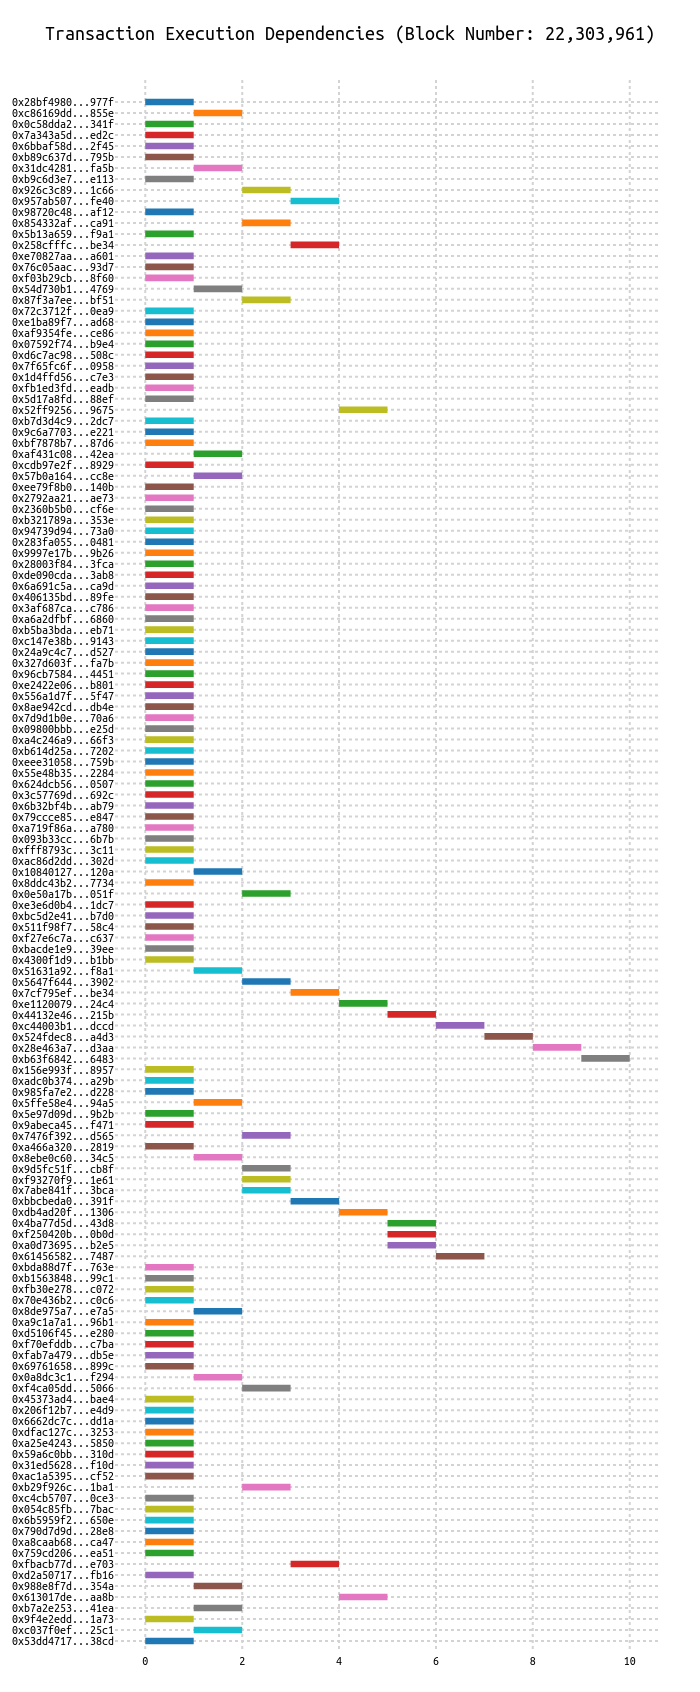 Transaction Execution Dependencies (Block Number: 22,303,961)
0x28bf4980...977f
0xc86169dd...855e
0x0c58dda2...341f
0x7a343a5d...ed2c
0x6bbaf58d...2f45
0xb89c637d...795b
0x31dc4281...fa5b
0xb9c6d3e7...e113
0x926c3c89...1c66
0x957ab507...fe40
0x98720c48...af12
0x854332af...ca91
0x5b13a659...f9a1
0x258cfffc...be34
0xe70827aa...a601
0x76c05aac...93d7
0xf03b29cb...8f60
0x54d730b1...4769
0x87f3a7ee...bf51
0x72c3712f...0ea9
0xe1ba89f7...ad68
0xaf9354fe...ce86
0x07592f74...b9e4
0xd6c7ac98...508c
0x7f65fc6f...0958
0x1d4ffd56...c7e3
0xfb1ed3fd...eadb
0x5d17a8fd...88ef
0x52ff9256...9675
0xb7d3d4c9...2dc7
0x9c6a7703...e221
0xbf7878b7...87d6
0xaf431c08...42ea
0xcdb97e2f...8929
0x57b0a164...cc8e
0xee79f8b0...140b
0x2792aa21...ae73
0x2360b5b0...cf6e
0xb321789a...353e
0x94739d94...73a0
0x283fa055...0481
0x9997e17b...9b26
0x28003f84...3fca
0xde090cda...3ab8
0x6a691c5a...ca9d
0x406135bd...89fe
0x3af687ca...c786
0xa6a2dfbf...6860
0xb5ba3bda...eb71
0xc147e38b...9143
0x24a9c4c7...d527
0x327d603f...fa7b
0x96cb7584...4451
0xe2422e06...b801
0x556a1d7f...5f47
0x8ae942cd...db4e
0x7d9d1b0e...70a6
0x09800bbb...e25d
0xa4c246a9...66f3
0xb614d25a...7202
0xeee31058...759b
0x55e48b35...2284
0x624dcb56...0507
0x3c57769d...692c
0x6b32bf4b...ab79
0x79ccce85...e847
0xa719f86a...a780
0x093b33cc...6b7b
0xfff8793c...3c11
0xac86d2dd...302d
0x10840127...120a
0x8ddc43b2...7734
0x0e50a17b...051f
0xe3e6d0b4...1dc7
0xbc5d2e41...b7d0
0x511f98f7...58c4
0xf27e6c7a...c637
0xbacde1e9...39ee
0x4300f1d9...b1bb
0x51631a92...f8a1
0x5647f644...3902
0x7cf795ef...be34
0xe1120079...24c4
0x44132e46...215b
0xc44003b1...dccd
0x524fdec8...a4d3
0x28e463a7...d3aa
0xb63f6842...6483
0x156e993f...8957
0xadc0b374...a29b
0x985fa7e2...d228
0x5ffe58e4...94a5
0x5e97d09d...9b2b
0x9abeca45...f471
0x7476f392...d565
0xa466a320...2819
0x8ebe0c60...34c5
0x9d5fc51f...cb8f
0xf93270f9...1e61
0x7abe841f...3bca
0xbbcbeda0...391f
0xdb4ad20f...1306
0x4ba77d5d...43d8
0xf250420b...0b0d
0xa0d73695...b2e5
0x61456582...7487
0xbda88d7f...763e
0xb1563848...99c1
0xfb30e278...c072
0x70e436b2...c0c6
0x8de975a7...e7a5
0xa9c1a7a1...96b1
0xd5106f45...e280
0xf70efddb...c7ba
0xfab7a479...db5e
0x69761658...899c
0x0a8dc3c1...f294
0xf4ca05dd...5066
0x45373ad4...bae4
0x206f12b7...e4d9
0x6662dc7c...dd1a
0xdfac127c...3253
0xa25e4243...5850
0x59a6c0bb...310d
0x31ed5628...f10d
0xac1a5395...cf52
0xb29f926c...1ba1
0xc4cb5707...0ce3
0x054c85fb...7bac
0x6b5959f2...650e
0x790d7d9d...28e8
0xa8caab68...ca47
0x759cd206...ea51
0xfbacb77d...e703
0xd2a50717...fb16
0x988e8f7d...354a
0x613017de...aa8b
0xb7a2e253...41ea
0x9f4e2edd...1a73
0xc037f0ef...25c1
0x53dd4717...38cd
0 2 4 6 8 10